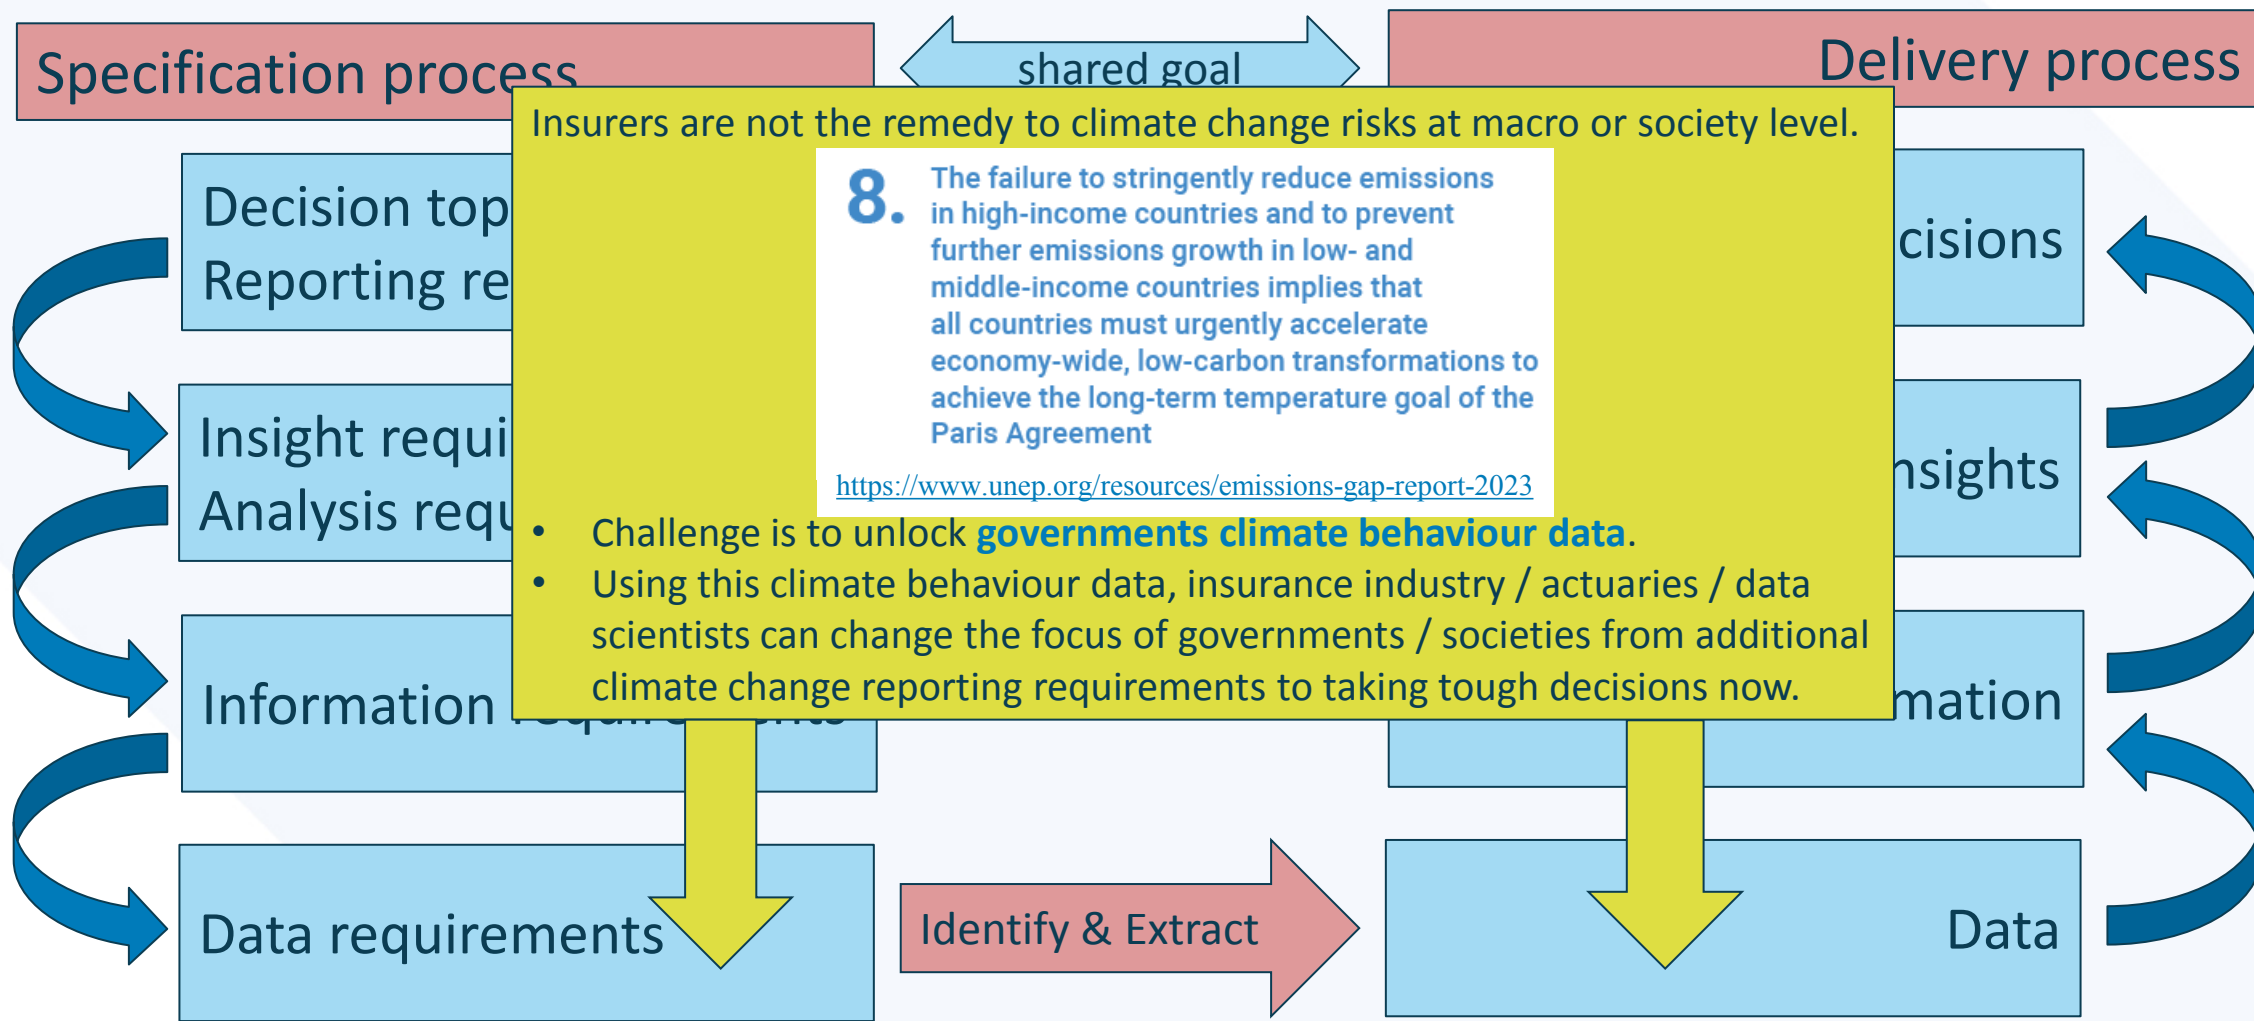 Specification process
shared goal
Delivery process
Insurers are not the remedy to climate change risks at macro or society level.
8. The failure to stringently reduce emissions
in high-income countries and to prevent
further emissions growth in low- and
middle-income countries implies that
all countries must urgently accelerate
economy-wide, low-carbon transformations to
achieve the long-term temperature goal of the
Paris Agreement
https://www.unep.org/resources/emissions-gap-report-2023
• Challenge is to unlock governments climate behaviour data.
• Using this climate behaviour data, insurance industry / actuaries / data
scientists can change the focus of governments / societies from additional
climate change reporting requirements to taking tough decisions now.
Decision top
Reporting re
Insight requi
Analysis requ
Information requirements
Data requirements
Identify & Extract
cisions
nsights
mation
Data